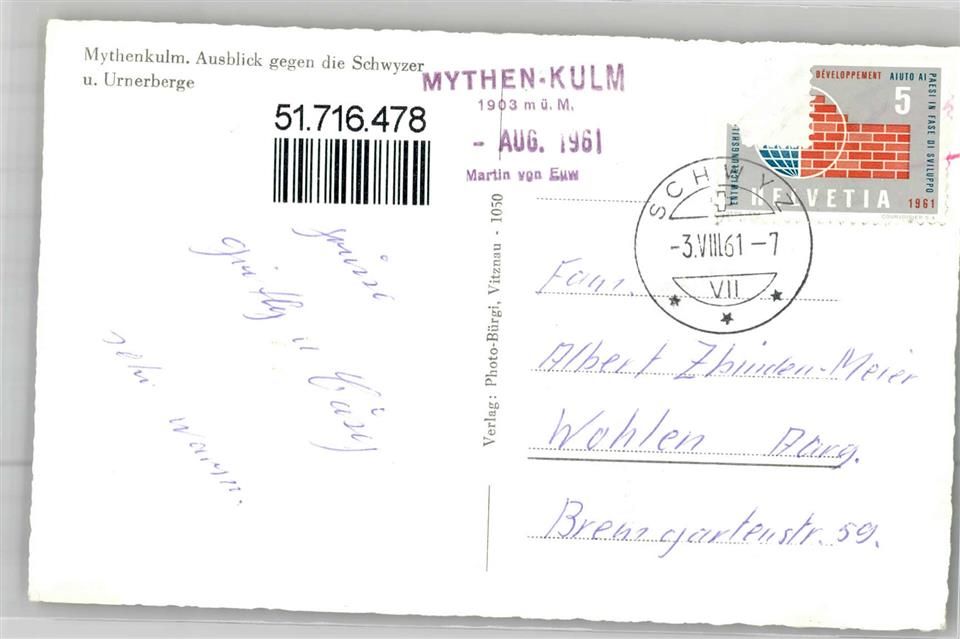 Mythenkulm. Ausblick gegen die Schwyzer
u. Urnerberge
51.716.478
MYTHEN-KULM
1903 m ü. M.
- AUG. 1961
Martin von Euw
DÉVELOPPEMENT AIUTO AI
PAESI IN FASE DI SVILUPPO
5
HELVETIA
1961
COURVOISIER S.A.
SCHWYZ
-3.VIII.61-7
VII
Verlag: Photo-Bürgi, Vitznau - 1050
Fam.
Albert Zbinden-Meier
Wohlen Aarg.
Bremgartenstr. 59.